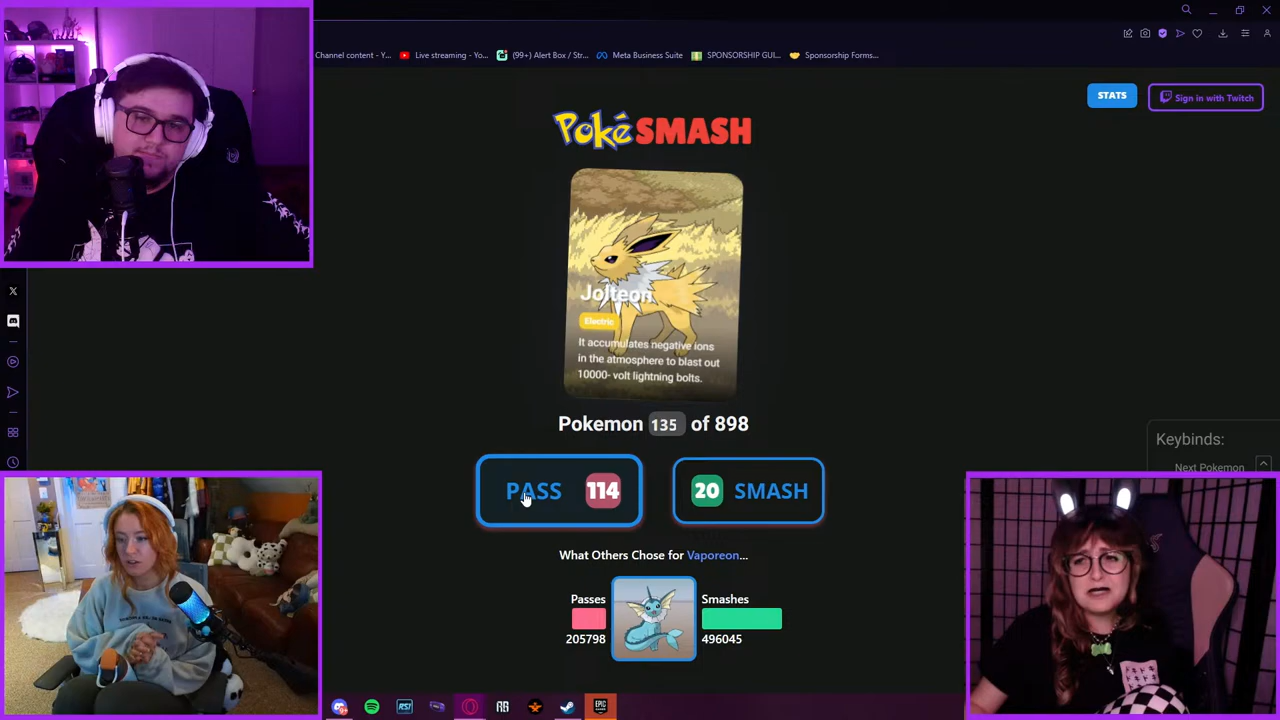 Channel content - Y...
Live streaming - Yo...
(99+) Alert Box / Str...
Meta Business Suite
SPONSORSHIP GUI...
Sponsorship Forms...
STATS
Sign in with Twitch
PokéSMASH
Jolteon
Electric
It accumulates negative ions
in the atmosphere to blast out
10000- volt lightning bolts.
Pokemon 135 of 898
PASS 114
20 SMASH
Keybinds:
Next Pokemon
What Others Chose for Vaporeon...
Passes
205798
Smashes
496045
RSI
EPIC